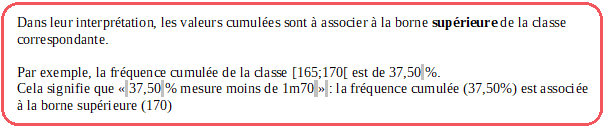 Dans leur interprétation, les valeurs cumulées sont à associer à la borne supérieure de la classe
correspondante.
Par exemple, la fréquence cumulée de la classe [165;170[ est de 37,50 %.
Cela signifie que « 37,50 % mesure moins de 1m70 » : la fréquence cumulée (37,50%) est associée
à la borne supérieure (170)